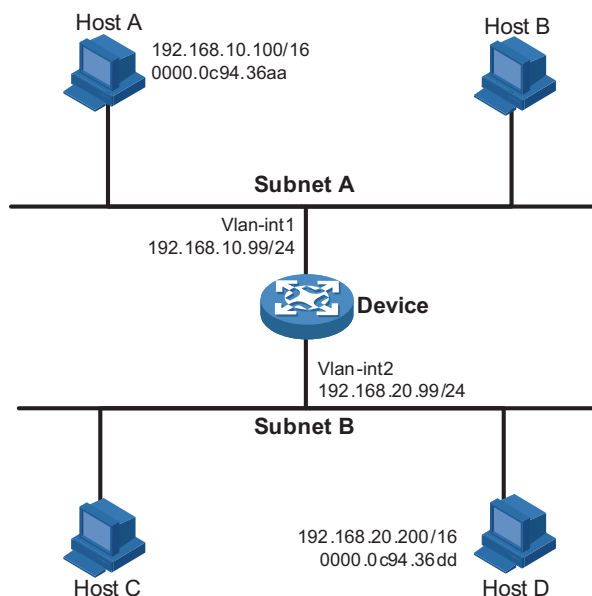 Host A
192.168.10.100/16
0000.0c94.36aa
Host B
Subnet A
Vlan-int1
192.168.10.99/24
Device
Vlan-int2
192.168.20.99/24
Subnet B
192.168.20.200/16
0000.0c94.36dd
Host C
Host D